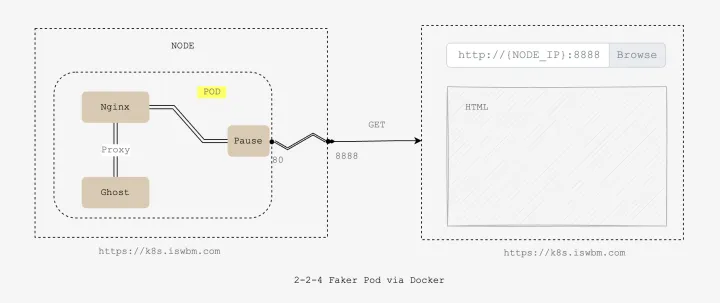 NODE
http://{NODE_IP}:8888 Browse
POD
Nginx
HTML
GET
Pause
Proxy
80
8888
Ghost
https://k8s.iswbm.com
https://k8s.iswbm.com
2-2-4 Faker Pod via Docker